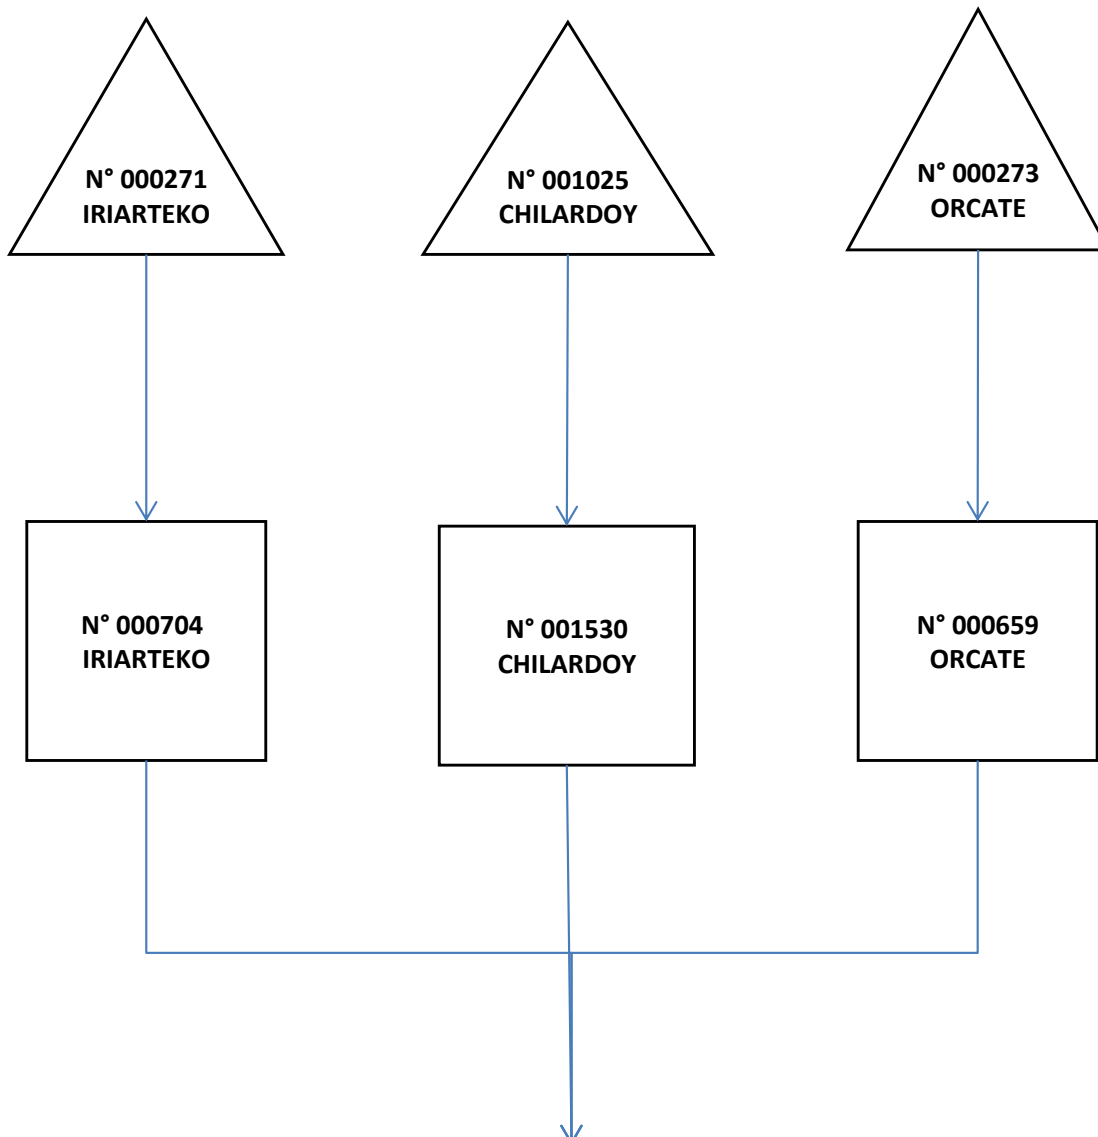 N° 000271
IRIARTEKO
N° 001025
CHILARDOY
N° 000273
ORCATE
N° 000704
IRIARTEKO
N° 001530
CHILARDOY
N° 000659
ORCATE